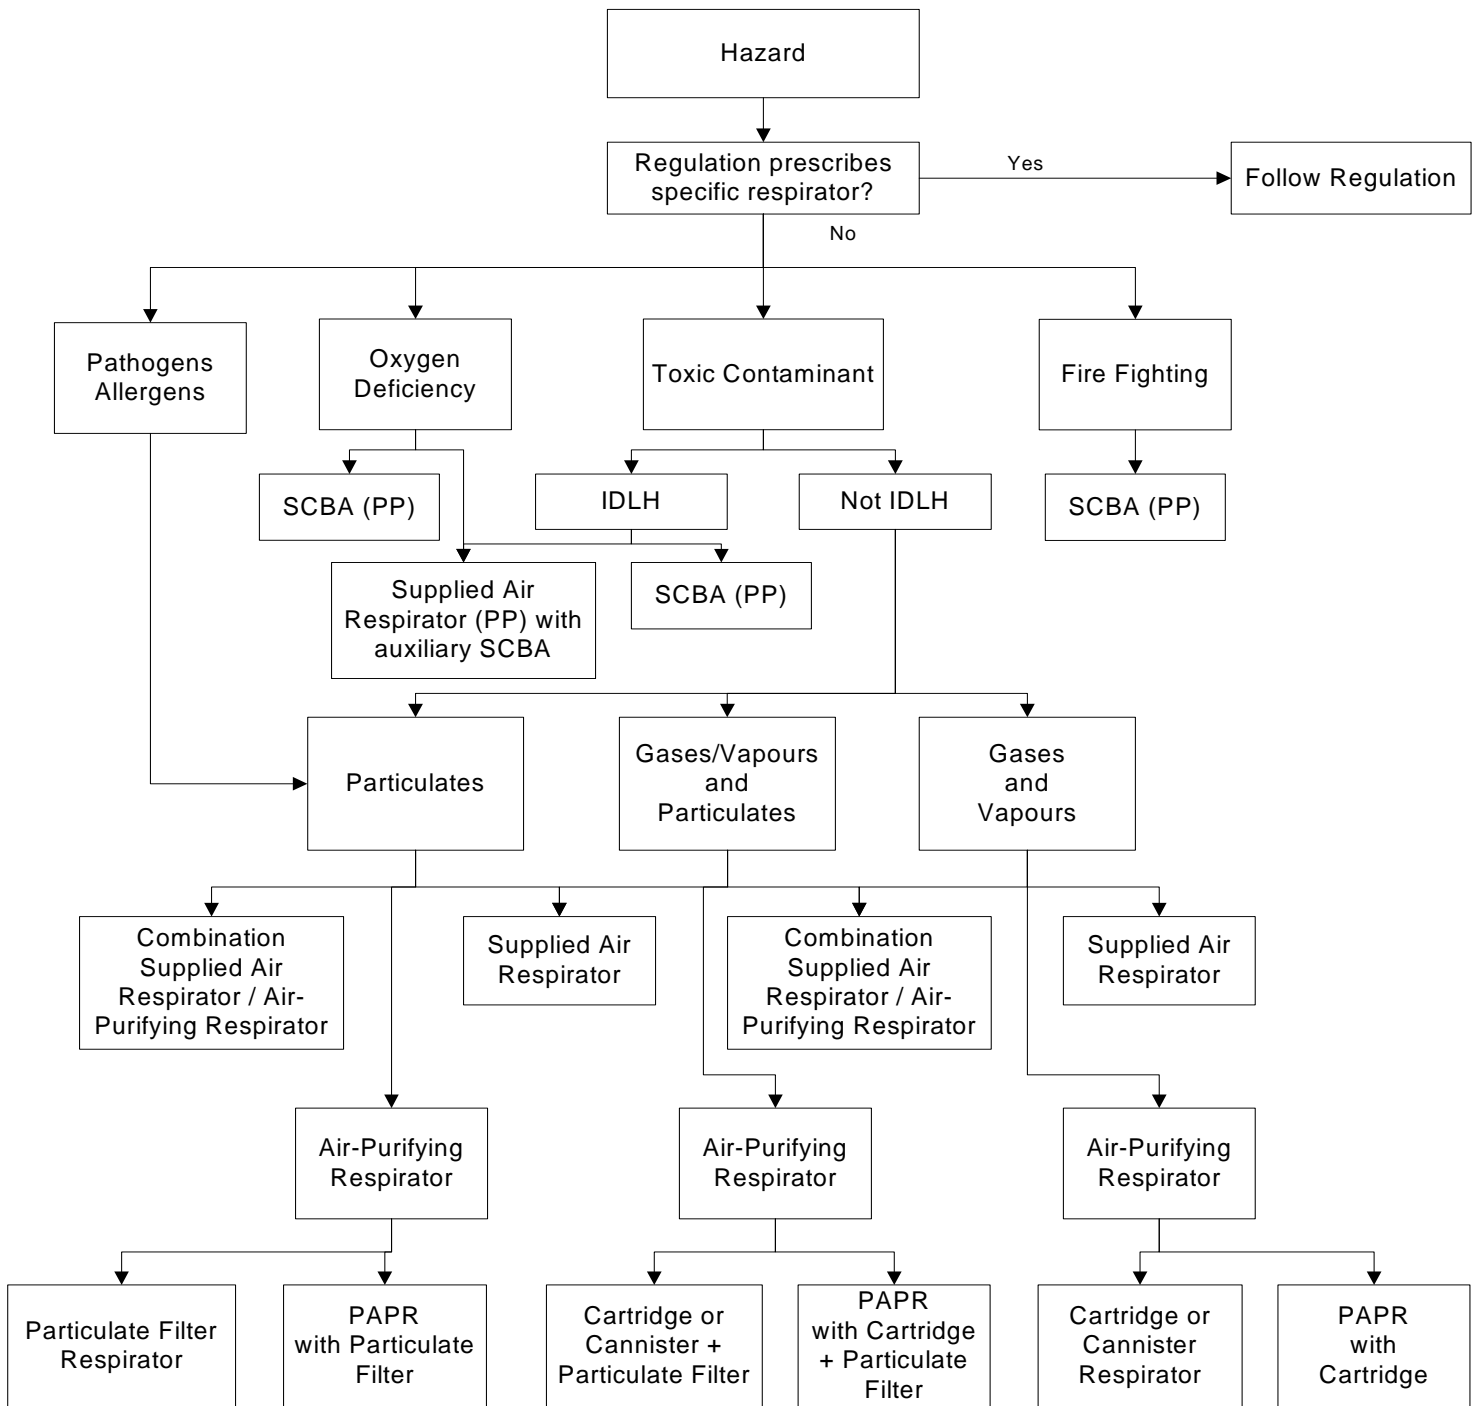 Hazard
Regulation prescribes
specific respirator?
Yes
Follow Regulation
No
Pathogens
Allergens
Oxygen
Deficiency
Toxic Contaminant
Fire Fighting
SCBA (PP)
IDLH
Not IDLH
SCBA (PP)
Supplied Air
Respirator (PP) with
auxiliary SCBA
SCBA (PP)
Particulates
Gases/Vapours
and
Particulates
Gases
and
Vapours
Combination
Supplied Air
Respirator / Air-
Purifying Respirator
Supplied Air
Respirator
Combination
Supplied Air
Respirator / Air-
Purifying Respirator
Supplied Air
Respirator
Air-Purifying
Respirator
Air-Purifying
Respirator
Air-Purifying
Respirator
Particulate Filter
Respirator
PAPR
with Particulate
Filter
Cartridge or
Cannister +
Particulate Filter
PAPR
with Cartridge
+ Particulate
Filter
Cartridge or
Cannister
Respirator
PAPR
with
Cartridge